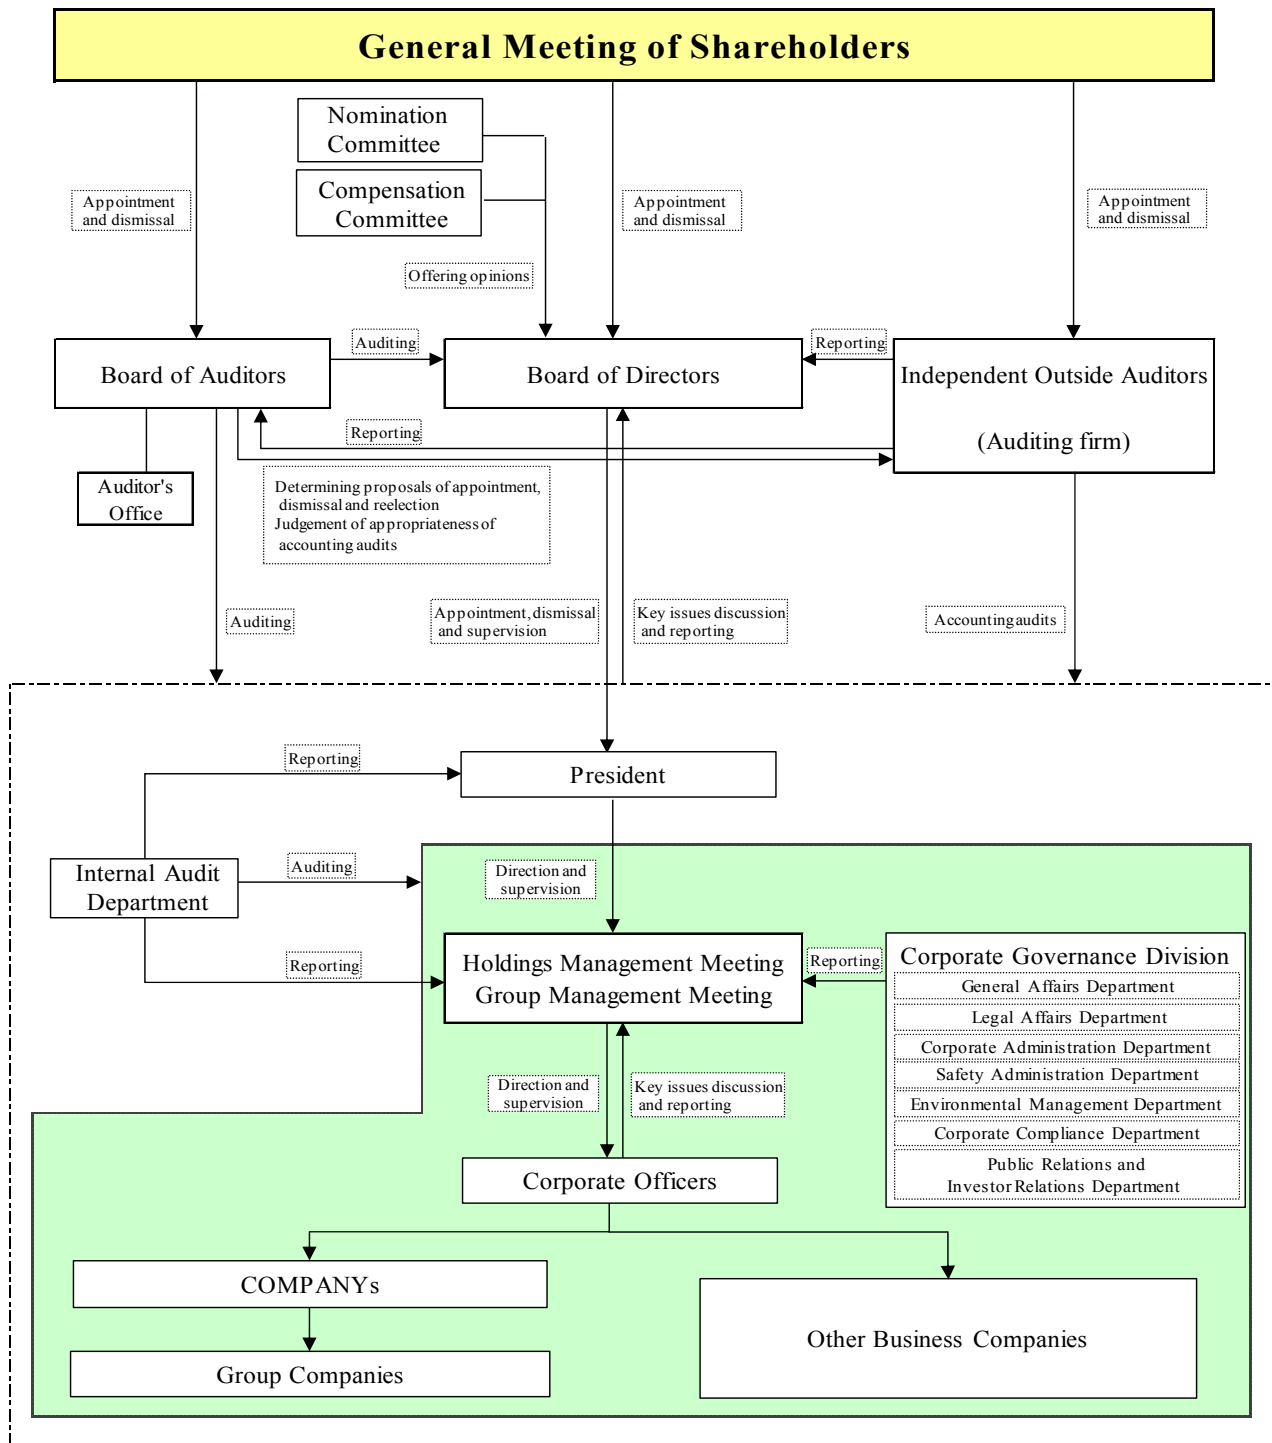 General Meeting of Shareholders
Nomination
Committee
Compensation
Committee
Appointment
and dismissal
Appointment
and dismissal
Appointment
and dismissal
Offering opinions
Board of Auditors
Auditing
Board of Directors
Reporting
Independent Outside Auditors
(Auditing firm)
Reporting
Auditor's
Office
Determining proposals of appointment,
dismissal and reelection
Judgement of appropriateness of
accounting audits
Auditing
Appointment, dismissal
and supervision
Key issues discussion
and reporting
Accounting audits
Reporting
President
Internal Audit
Department
Auditing
Direction and
supervision
Reporting
Holdings Management Meeting
Group Management Meeting
Reporting
Corporate Governance Division
General Affairs Department
Legal Affairs Department
Corporate Administration Department
Safety Administration Department
Environmental Management Department
Corporate Compliance Department
Public Relations and
Investor Relations Department
Direction and
supervision
Key issues discussion
and reporting
Corporate Officers
COMPANYs
Group Companies
Other Business Companies